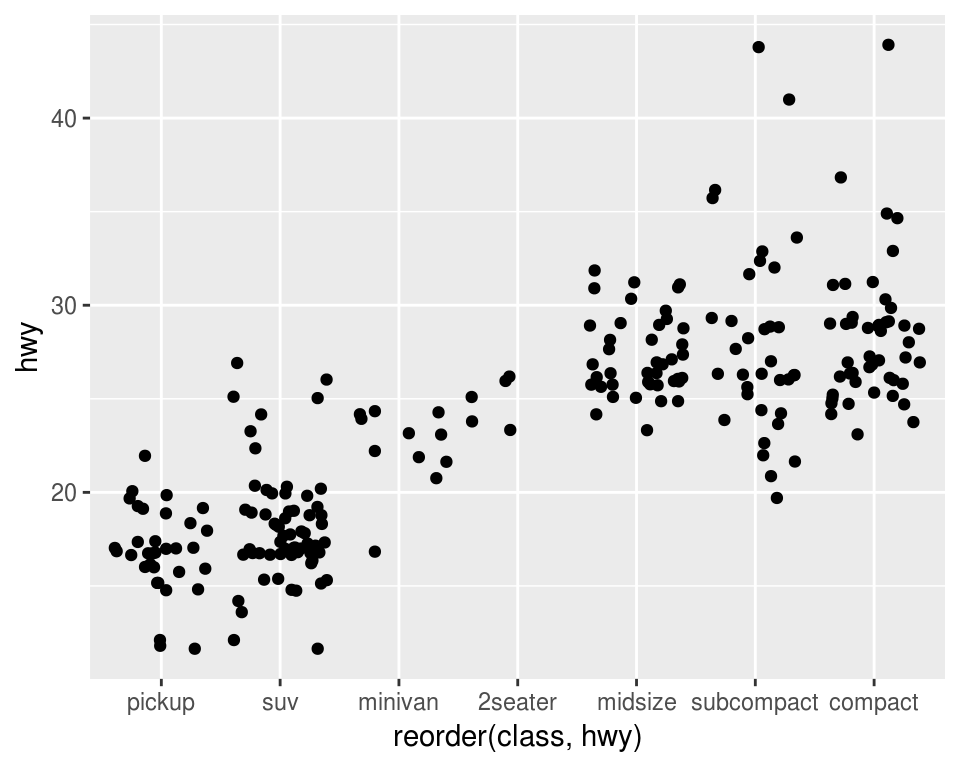 40
30
20
hwy
pickup suv minivan 2seater midsize subcompact compact
reorder(class, hwy)